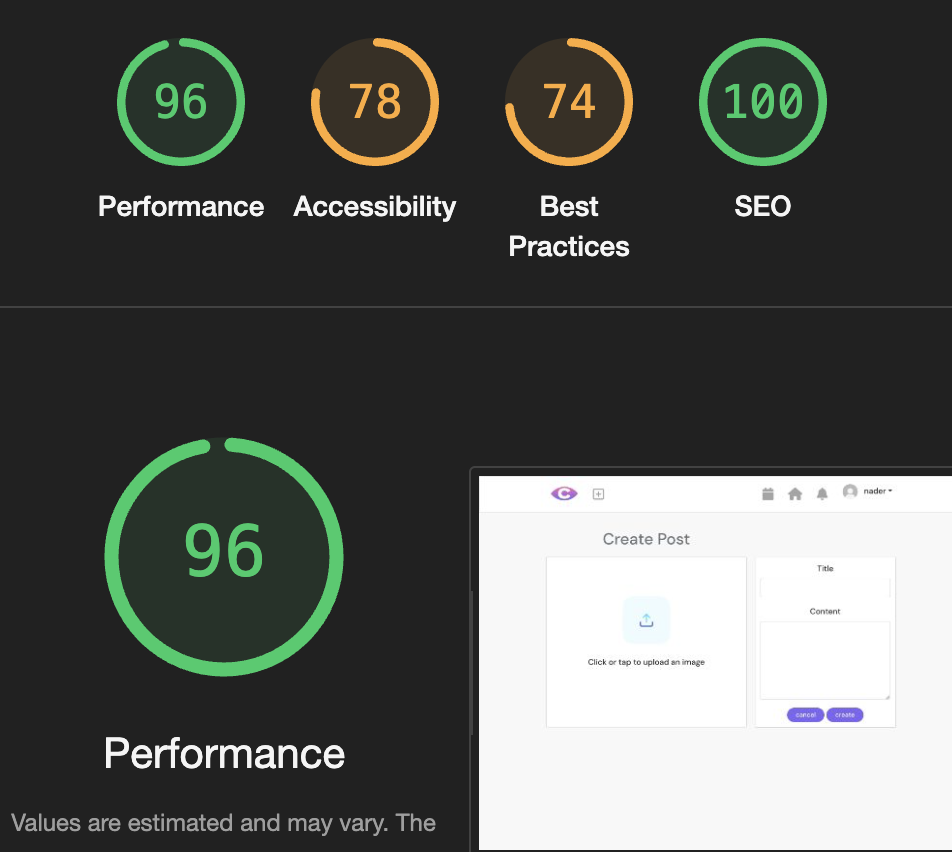 96
78
74
100
Performance
Accessibility
Best
Practices
SEO
96
Performance
Values are estimated and may vary. The
nader
Create Post
Click or tap to upload an image
Title
Content
cancel
create